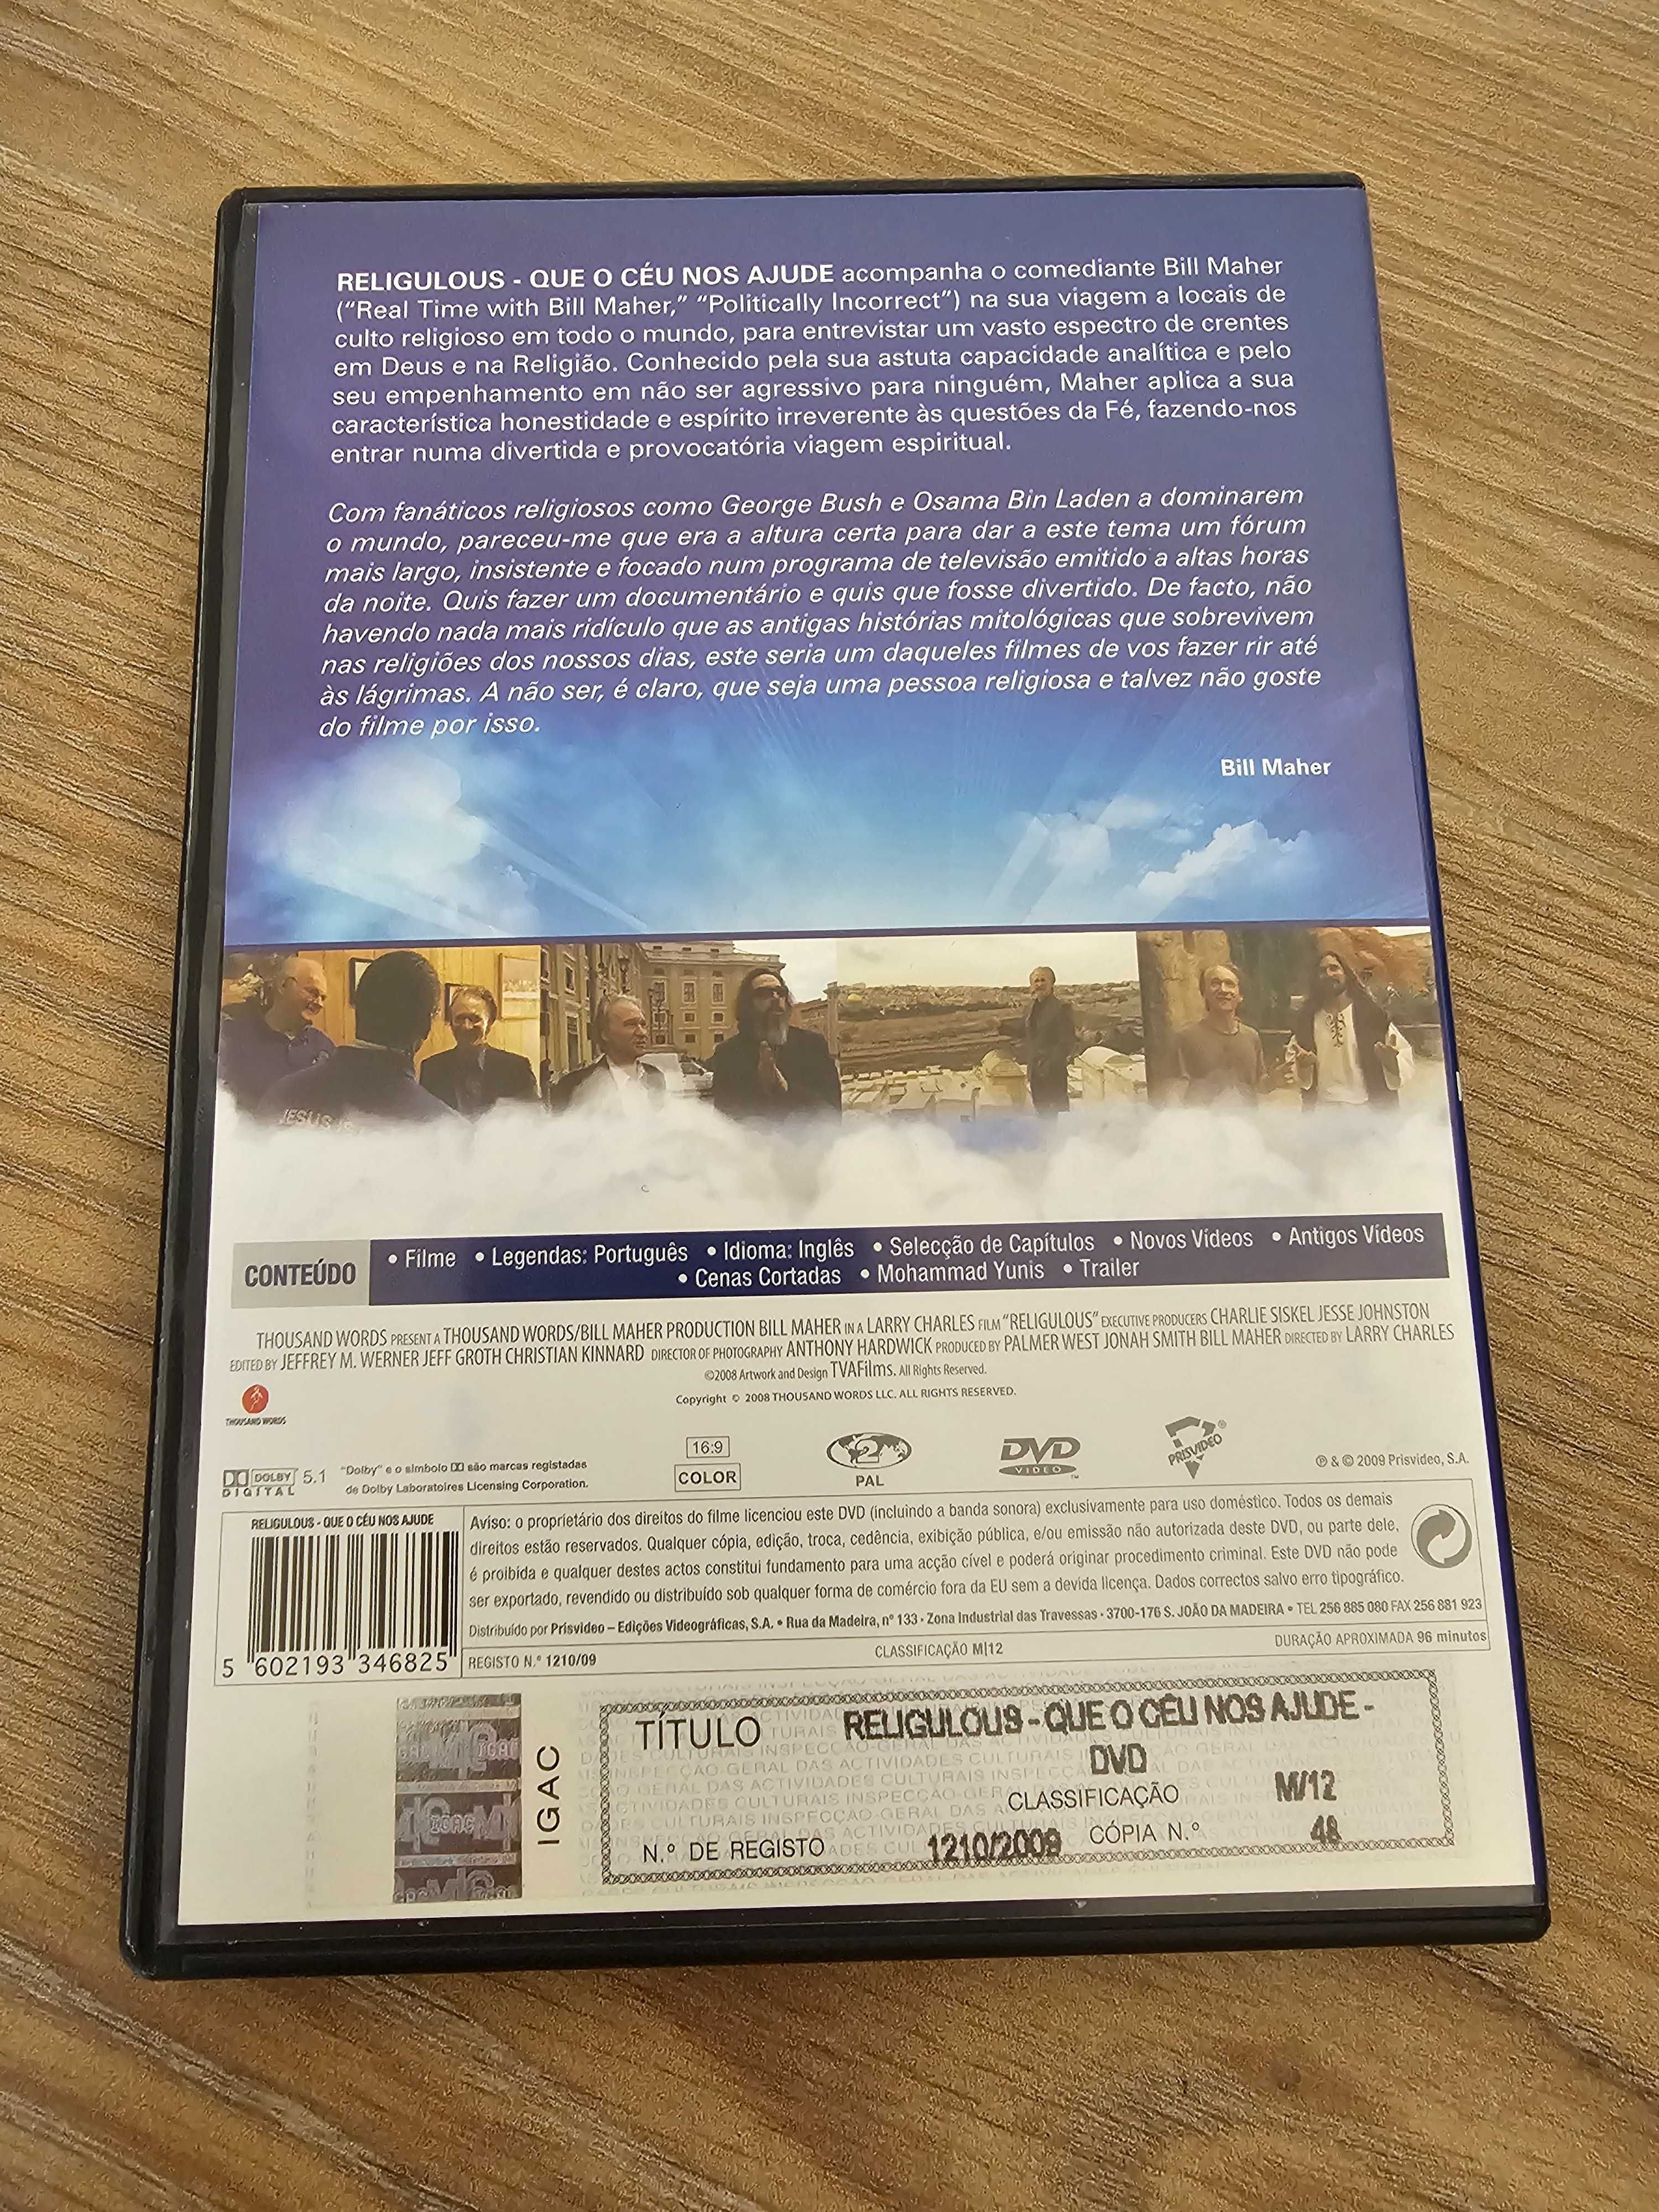 RELIGULOUS - QUE O CÉU NOS AJUDE acompanha o comediante Bill Maher
(“Real Time with Bill Maher,” “Politically Incorrect”) na sua viagem a locais de
culto religioso em todo o mundo, para entrevistar um vasto espectro de crentes
em Deus e na Religião. Conhecido pela sua astuta capacidade analítica e pelo
seu empenhamento em não ser agressivo para ninguém, Maher aplica a sua
característica honestidade e espírito irreverente às questões da Fé, fazendo-nos
entrar numa divertida e provocatória viagem espiritual.
Com fanáticos religiosos como George Bush e Osama Bin Laden a dominarem
o mundo, pareceu-me que era a altura certa para dar a este tema um fórum
mais largo, insistente e focado num programa de televisão emitido a altas horas
da noite. Quis fazer um documentário e quis que fosse divertido. De facto, não
havendo nada mais ridículo que as antigas histórias mitológicas que sobrevivem
nas religiões dos nossos dias, este seria um daqueles filmes de vos fazer rir até
às lágrimas. A não ser, é claro, que seja uma pessoa religiosa e talvez não goste
do filme por isso.
Bill Maher
JESUS
CONTEÚDO
• Filme • Legendas: Português • Idioma: Inglês • Selecção de Capítulos • Novos Vídeos • Antigos Vídeos
• Cenas Cortadas • Mohammad Yunis • Trailer
THOUSAND WORDS PRESENT A THOUSAND WORDS/BILL MAHER PRODUCTION BILL MAHER IN A LARRY CHARLES FILM “RELIGULOUS” EXECUTIVE PRODUCERS CHARLIE SISKEL JESSE JOHNSTON
EDITED BY JEFFREY M. WERNER JEFF GROTH CHRISTIAN KINNARD DIRECTOR OF PHOTOGRAPHY ANTHONY HARDWICK PRODUCED BY PALMER WEST JONAH SMITH BILL MAHER DIRECTED BY LARRY CHARLES
©2008 Artwork and Design TVAFilms. All Rights Reserved.
Copyright © 2008 THOUSAND WORDS LLC. ALL RIGHTS RESERVED.
THOUSAND WORDS
DOLBY DIGITAL 5.1
“Dolby” e o símbolo DD são marcas registadas
de Dolby Laboratoires Licensing Corporation.
16:9
COLOR
2
PAL
DVD
VIDEO
PRISVIDEO
℗ & © 2009 Prisvideo, S.A.
RELIGULOUS - QUE O CÉU NOS AJUDE
5 602193 346825
Aviso: o proprietário dos direitos do filme licenciou este DVD (incluindo a banda sonora) exclusivamente para uso doméstico. Todos os demais
direitos estão reservados. Qualquer cópia, edição, troca, cedência, exibição pública, e/ou emissão não autorizada deste DVD, ou parte dele,
é proibida e qualquer destes actos constitui fundamento para uma acção cível e poderá originar procedimento criminal. Este DVD não pode
ser exportado, revendido ou distribuído sob qualquer forma de comércio fora da EU sem a devida licença. Dados correctos salvo erro tipográfico.
Distribuído por Prisvideo – Edições Videográficas, S.A. • Rua da Madeira, nº 133 - Zona Industrial das Travessas - 3700-176 S. JOÃO DA MADEIRA • TEL 256 885 080 FAX 256 881 923
REGISTO N.º 1210/09
CLASSIFICAÇÃO M|12
DURAÇÃO APROXIMADA 96 minutos
IGAC
TÍTULO RELIGULOUS - QUE O CÉU NOS AJUDE -
DVD
CLASSIFICAÇÃO M/12
N.º DE REGISTO 1210/2009 CÓPIA N.º 48